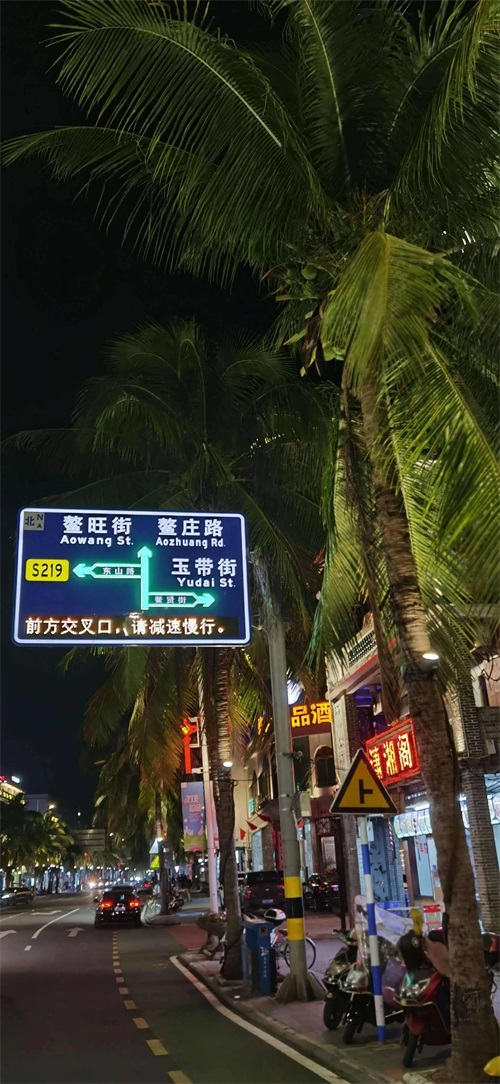 北 N
鳌旺街 鳌庄路
Aowang St. Aozhuang Rd.
S219
东山路
玉带街
Yudai St.
鳌贤街
前方交叉口，请减速慢行。
品酒
潇湘阁